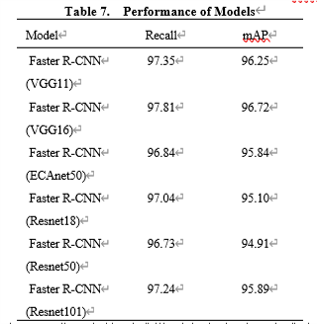 Table 7. Performance of Models
Model Recall mAP
Faster R-CNN 97.35 96.25
(VGG11)
Faster R-CNN 97.81 96.72
(VGG16)
Faster R-CNN 96.84 95.84
(ECAnet50)
Faster R-CNN 97.04 95.10
(Resnet18)
Faster R-CNN 96.73 94.91
(Resnet50)
Faster R-CNN 97.24 95.89
(Resnet101)